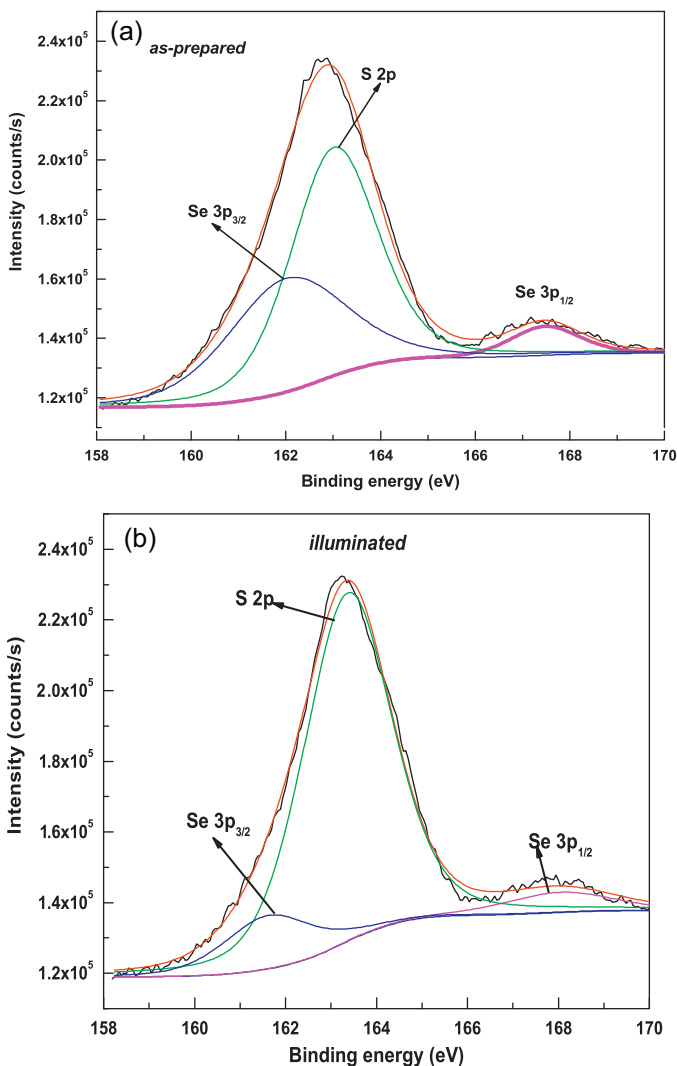 (a)
as-prepared
S 2p
Se 3p3/2
Se 3p1/2
2.4x10^5
2.2x10^5
2.0x10^5
1.8x10^5
1.6x10^5
1.4x10^5
1.2x10^5
Intensity (counts/s)
158 160 162 164 166 168 170
Binding energy (eV)
(b)
illuminated
S 2p
Se 3p3/2
Se 3p1/2
2.4x10^5
2.2x10^5
2.0x10^5
1.8x10^5
1.6x10^5
1.4x10^5
1.2x10^5
Intensity (counts/s)
158 160 162 164 166 168 170
Binding energy (eV)